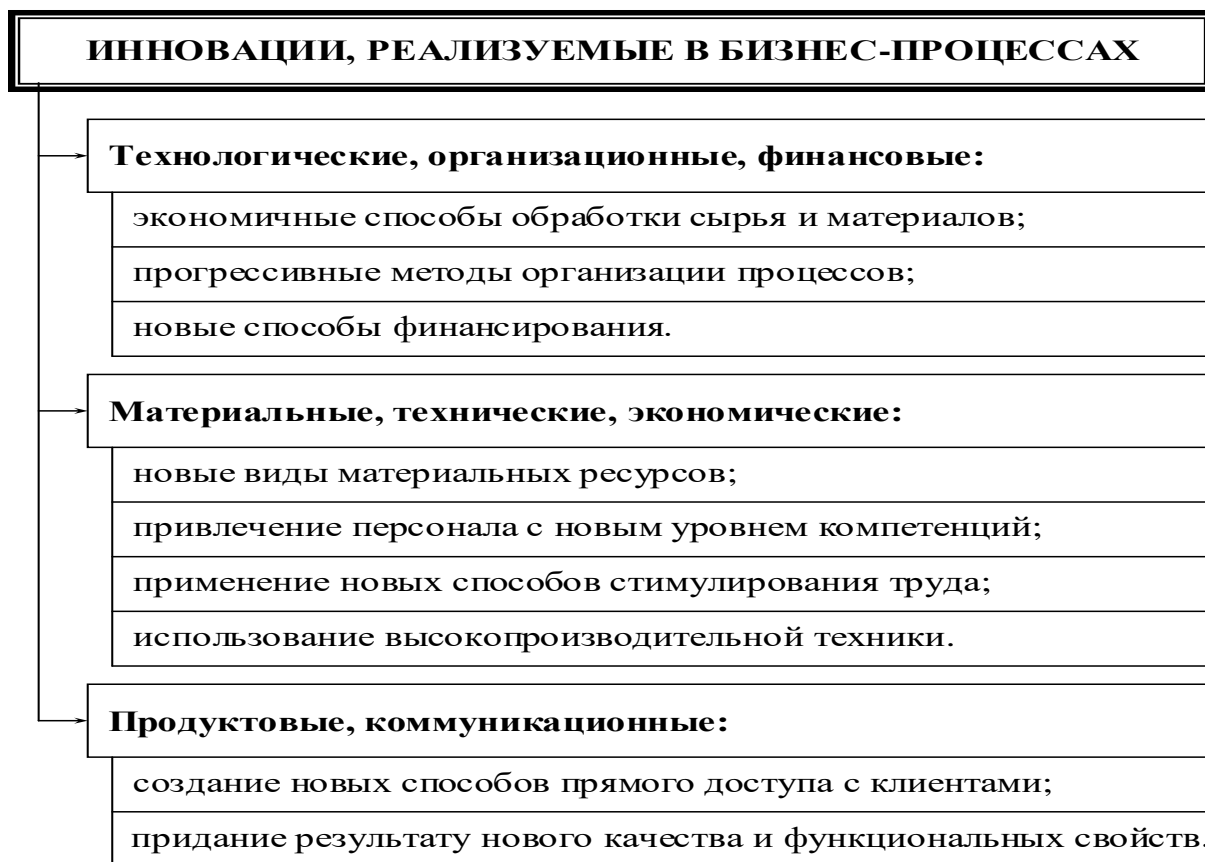 ИННОВАЦИИ, РЕАЛИЗУЕМЫЕ В БИЗНЕС-ПРОЦЕССАХ
Технологические, организационные, финансовые:
экономичные способы обработки сырья и материалов;
прогрессивные методы организации процессов;
новые способы финансирования.
Материальные, технические, экономические:
новые виды материальных ресурсов;
привлечение персонала с новым уровнем компетенций;
применение новых способов стимулирования труда;
использование высокопроизводительной техники.
Продуктовые, коммуникационные:
создание новых способов прямого доступа с клиентами;
придание результату нового качества и функциональных свойств.